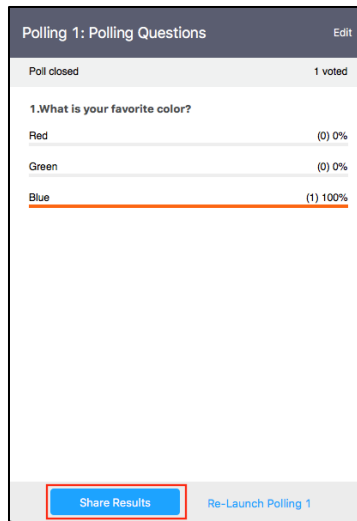 Polling 1: Polling Questions Edit
Poll closed 1 voted
1.What is your favorite color?
Red (0) 0%
Green (0) 0%
Blue (1) 100%
Share Results Re-Launch Polling 1